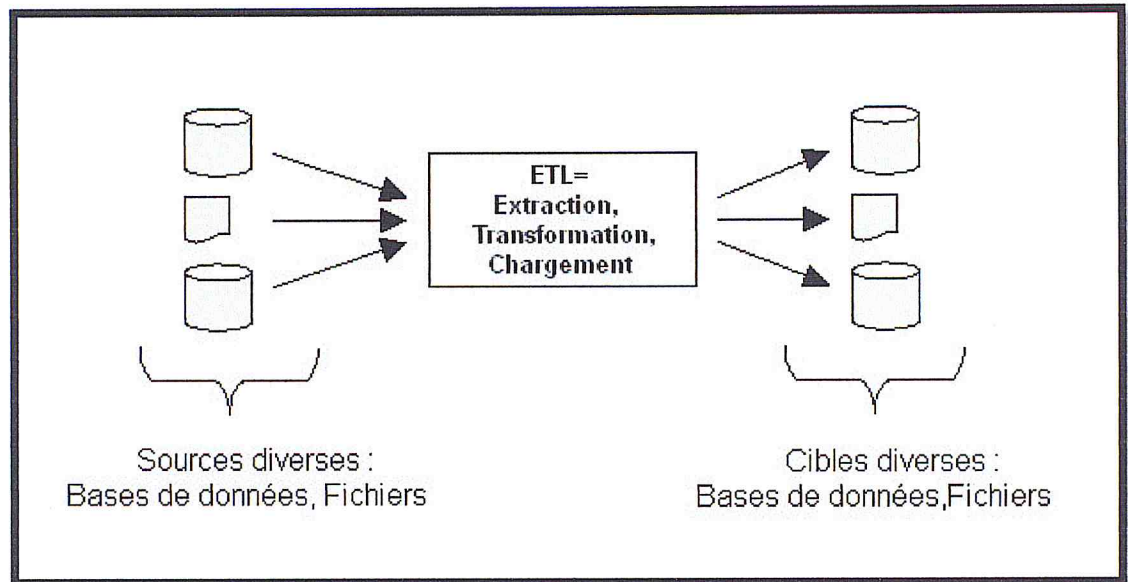 ETL=
Extraction,
Transformation,
Chargement
Sources diverses :
Bases de données, Fichiers
Cibles diverses :
Bases de données,Fichiers